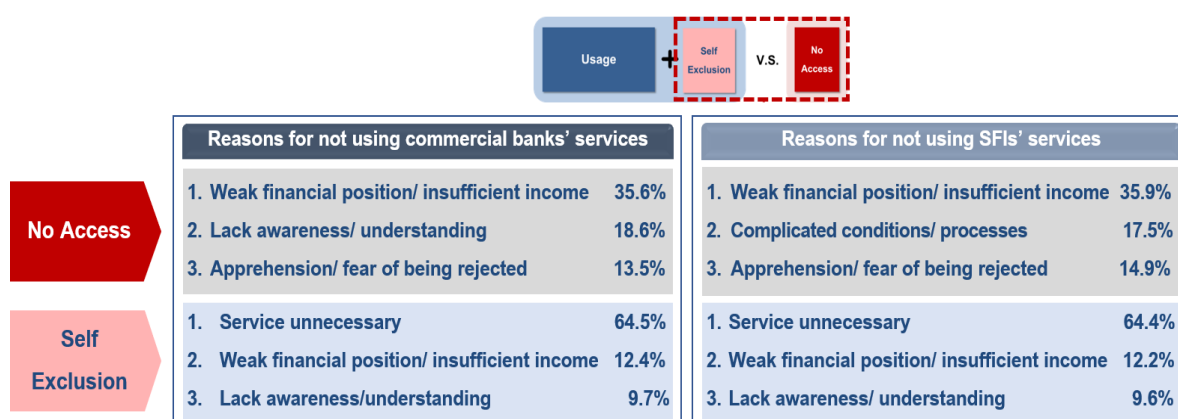 Usage
+
Self
Exclusion
V.S.
No
Access
Reasons for not using commercial banks' services
Reasons for not using SFIs' services
No Access
1. Weak financial position/ insufficient income 35.6%
2. Lack awareness/ understanding 18.6%
3. Apprehension/ fear of being rejected 13.5%
1. Weak financial position/ insufficient income 35.9%
2. Complicated conditions/ processes 17.5%
3. Apprehension/ fear of being rejected 14.9%
Self
Exclusion
1. Service unnecessary 64.5%
2. Weak financial position/ insufficient income 12.4%
3. Lack awareness/understanding 9.7%
1. Service unnecessary 64.4%
2. Weak financial position/ insufficient income 12.2%
3. Lack awareness/ understanding 9.6%